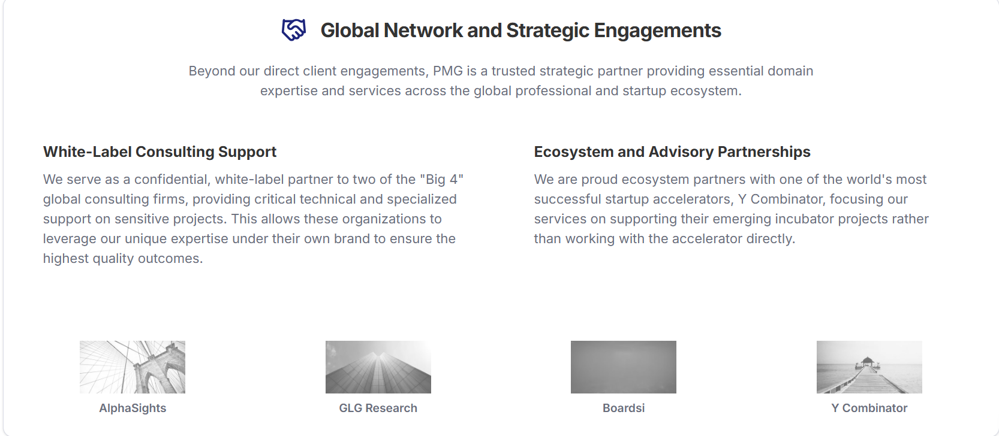 Global Network and Strategic Engagements
Beyond our direct client engagements, PMG is a trusted strategic partner providing essential domain
expertise and services across the global professional and startup ecosystem.
White-Label Consulting Support
We serve as a confidential, white-label partner to two of the "Big 4"
global consulting firms, providing critical technical and specialized
support on sensitive projects. This allows these organizations to
leverage our unique expertise under their own brand to ensure the
highest quality outcomes.
Ecosystem and Advisory Partnerships
We are proud ecosystem partners with one of the world's most
successful startup accelerators, Y Combinator, focusing our
services on supporting their emerging incubator projects rather
than working with the accelerator directly.
AlphaSights
GLG Research
Boardsi
Y Combinator